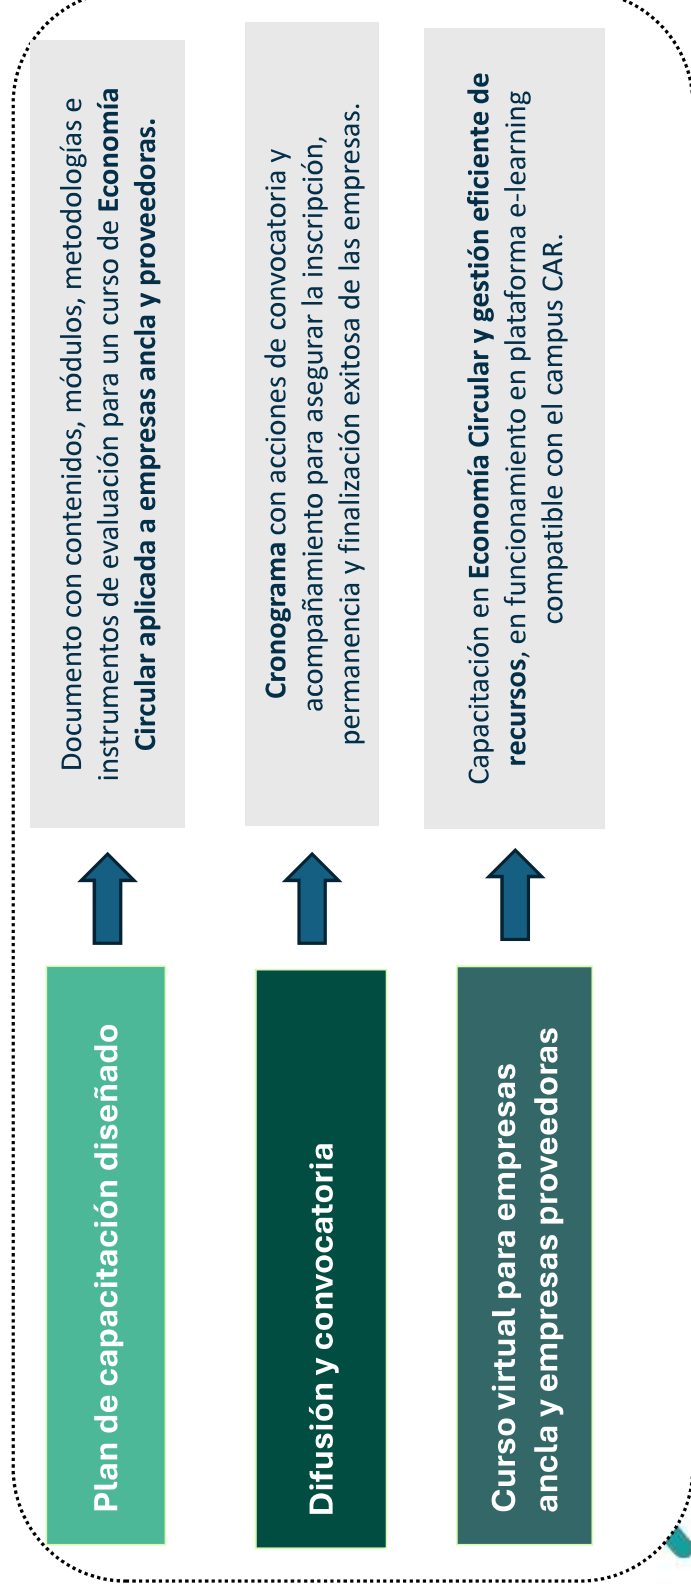 Plan de capacitación diseñado
Documento con contenidos, módulos, metodologías e
instrumentos de evaluación para un curso de Economía
Circular aplicada a empresas ancla y proveedoras.
Difusión y convocatoria
Cronograma con acciones de convocatoria y
acompañamiento para asegurar la inscripción,
permanencia y finalización exitosa de las empresas.
Curso virtual para empresas
ancla y empresas proveedoras
Capacitación en Economía Circular y gestión eficiente de
recursos, en funcionamiento en plataforma e-learning
compatible con el campus CAR.